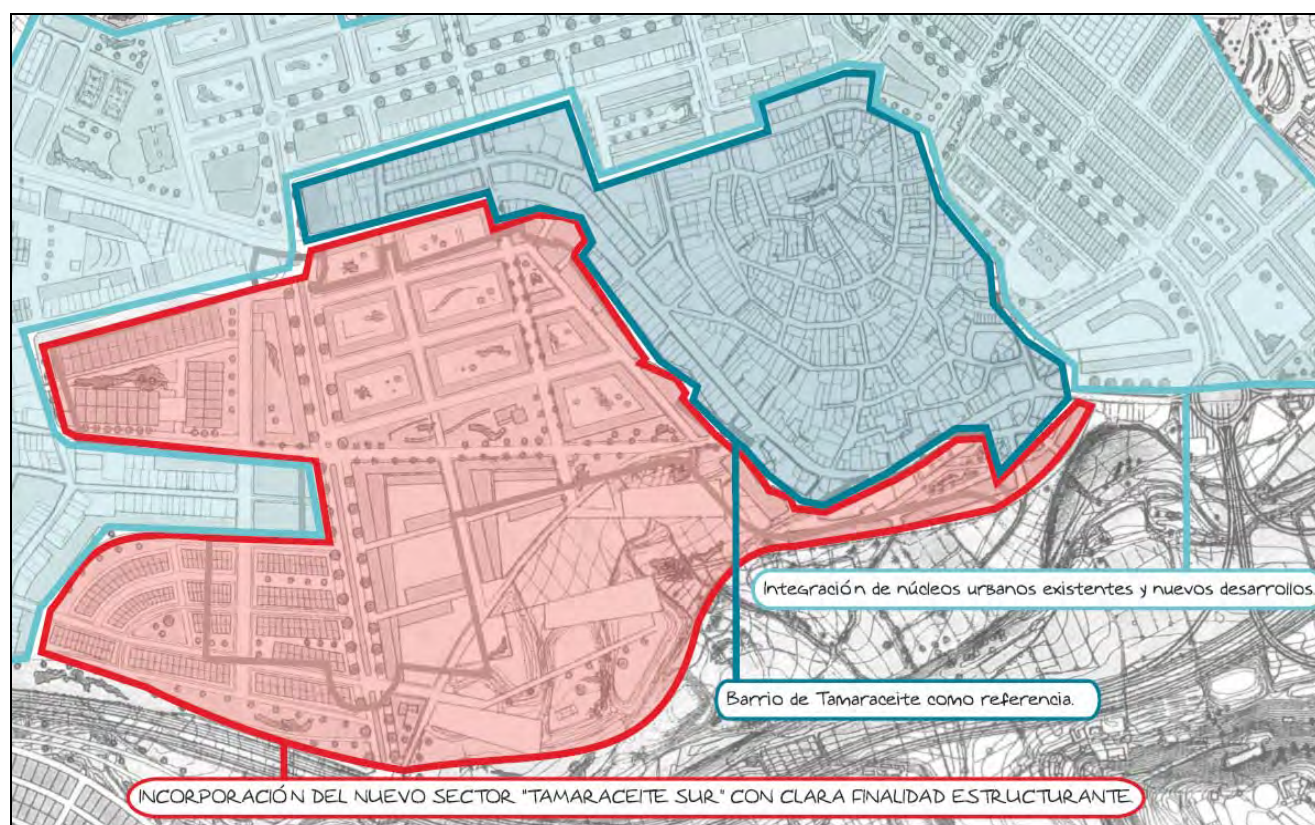 Integración de núcleos urbanos existentes y nuevos desarrollos.
Barrio de Tamaraceite como referencia.
INCORPORACIÓN DEL NUEVO SECTOR "TAMARACEITE SUR" CON CLARA FINALIDAD ESTRUCTURANTE